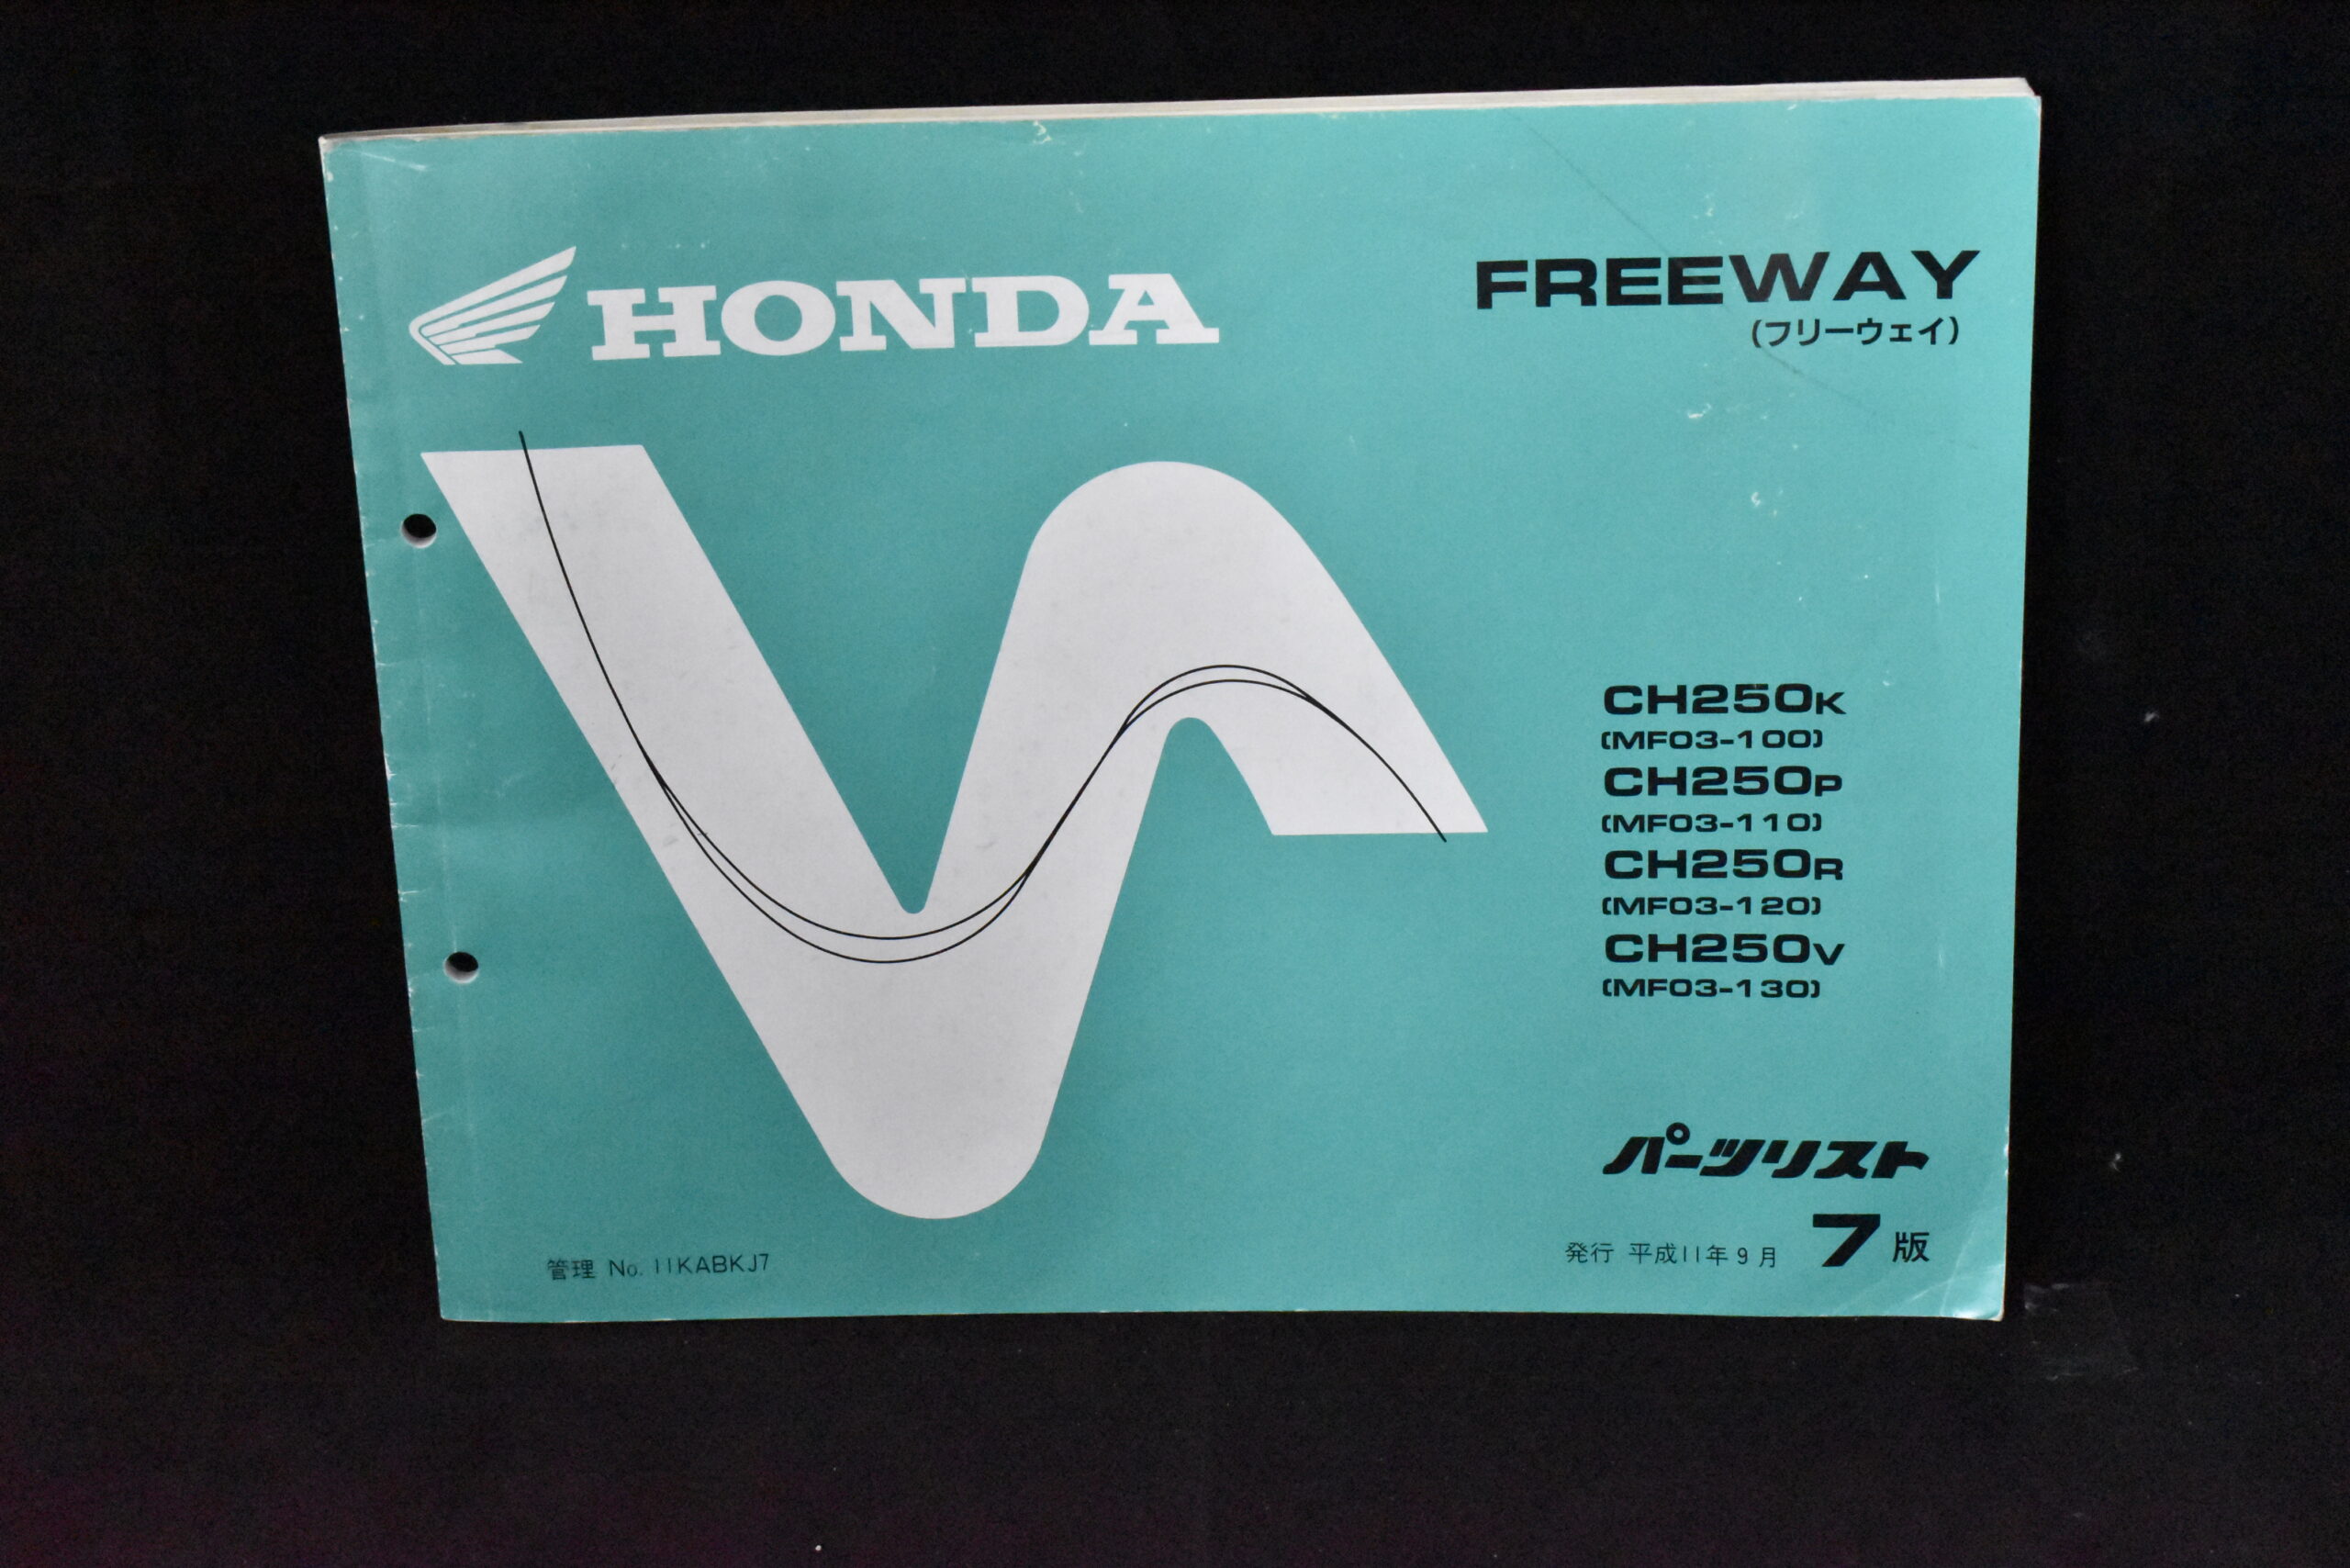 HONDA
FREEWAY
(フリーウェイ)
CH250K
(MF03-100)
CH250P
(MF03-110)
CH250R
(MF03-120)
CH250V
(MF03-130)
パーツリスト
発行 平成11年9月 7版
管理 No. 11KABKJ7